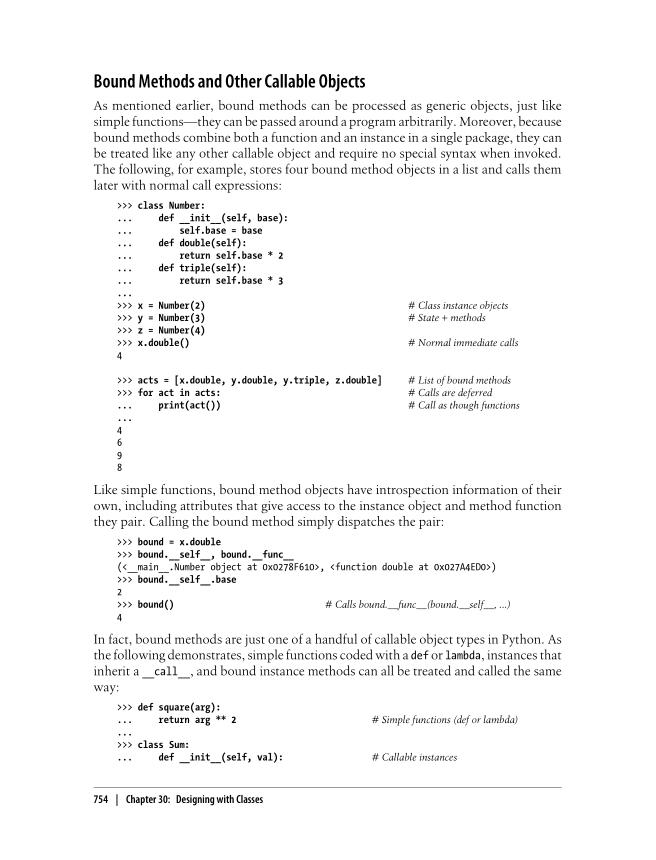 Bound Methods and Other Callable Objects
As mentioned earlier, bound methods can be processed as generic objects, just like
simple functions—they can be passed around a program arbitrarily. Moreover, because
bound methods combine both a function and an instance in a single package, they can
be treated like any other callable object and require no special syntax when invoked.
The following, for example, stores four bound method objects in a list and calls them
later with normal call expressions:
>>> class Number:
...     def __init__(self, base):
...         self.base = base
...     def double(self):
...         return self.base * 2
...     def triple(self):
...         return self.base * 3
...
>>> x = Number(2) # Class instance objects
>>> y = Number(3) # State + methods
>>> z = Number(4)
>>> x.double() # Normal immediate calls
4
>>> acts = [x.double, y.double, y.triple, z.double] # List of bound methods
>>> for act in acts: # Calls are deferred
...     print(act()) # Call as though functions
...
4
6
9
8
Like simple functions, bound method objects have introspection information of their
own, including attributes that give access to the instance object and method function
they pair. Calling the bound method simply dispatches the pair:
>>> bound = x.double
>>> bound.__self__, bound.__func__
(<__main__.Number object at 0x0278F610>, <function double at 0x027A4ED0>)
>>> bound.__self__.base
2
>>> bound() # Calls bound.__func__(bound.__self__, ...)
4
In fact, bound methods are just one of a handful of callable object types in Python. As
the following demonstrates, simple functions coded with a def or lambda, instances that
inherit a __call__, and bound instance methods can all be treated and called the same
way:
>>> def square(arg):
...     return arg ** 2 # Simple functions (def or lambda)
...
>>> class Sum:
...     def __init__(self, val): # Callable instances
754 | Chapter 30: Designing with Classes